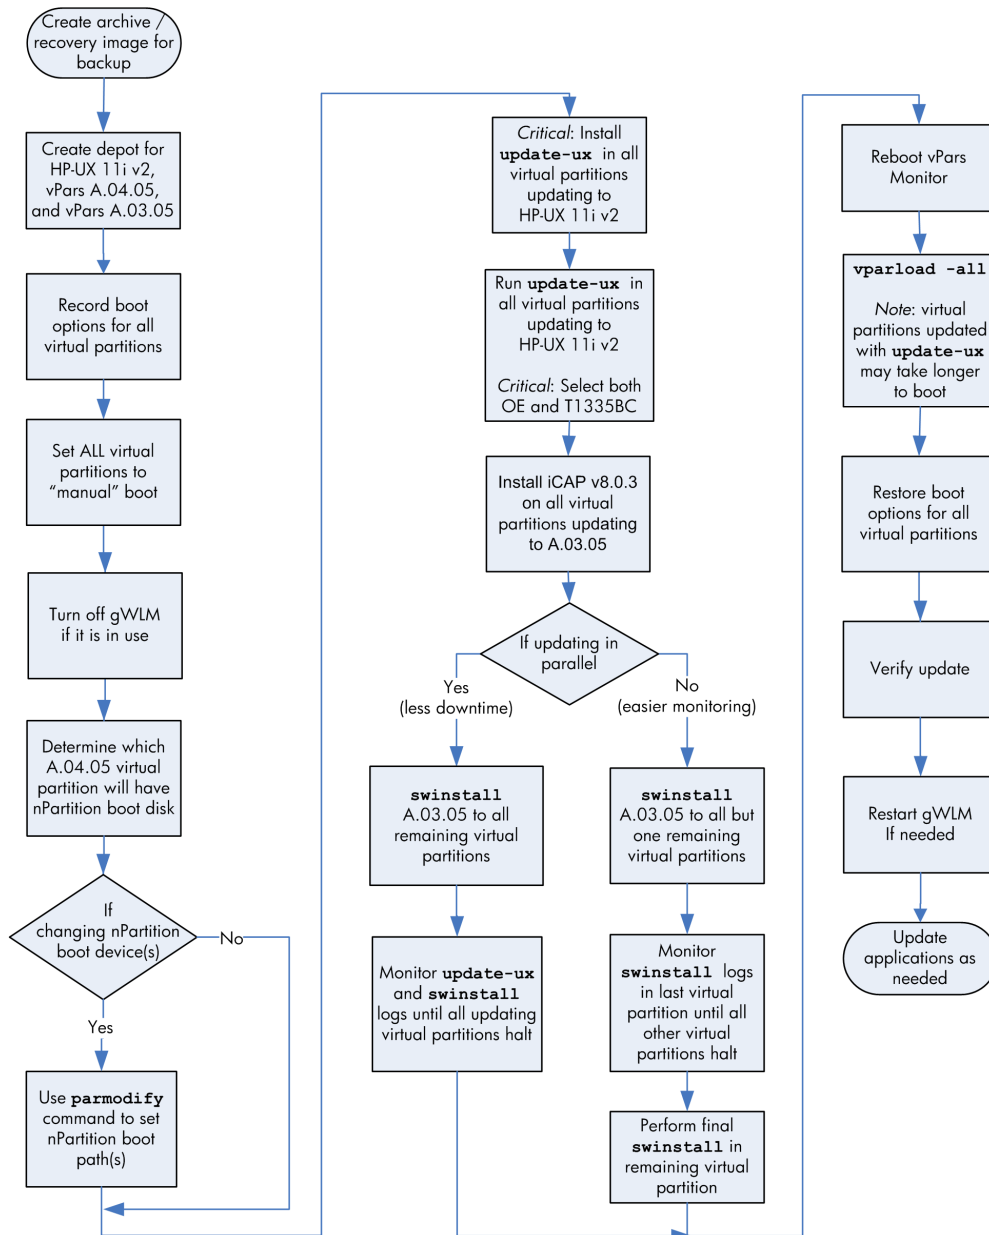 Create archive /
recovery image for
backup
Create depot for
HP-UX 11i v2,
vPars A.04.05,
and vPars A.03.05
Record boot
options for all
virtual partitions
Set ALL virtual
partitions to
“manual” boot
Turn off gWLM
if it is in use
Determine which
A.04.05 virtual
partition will have
nPartition boot disk
If
changing nPartition
boot device(s)
No
Yes
Use parmodify
command to set
nPartition boot
path(s)
Critical: Install
update-ux in all
virtual partitions
updating to
HP-UX 11i v2
Run update-ux in
all virtual partitions
updating to
HP-UX 11i v2
Critical: Select both
OE and T1335BC
Install iCAP v8.0.3
on all virtual
partitions updating
to A.03.05
If updating in
parallel
Yes
(less downtime)
No
(easier monitoring)
swinstall
A.03.05 to all
remaining virtual
partitions
swinstall
A.03.05 to all but
one remaining
virtual partitions
Monitor update-ux
and swinstall
logs until all updating
virtual partitions halt
Monitor
swinstall logs
in last virtual
partition until all
other virtual
partitions halt
Perform final
swinstall in
remaining virtual
partition
Reboot vPars
Monitor
vparload -all
Note: virtual
partitions updated
with update-ux
may take longer
to boot
Restore boot
options for all
virtual partitions
Verify update
Restart gWLM
If needed
Update
applications as
needed